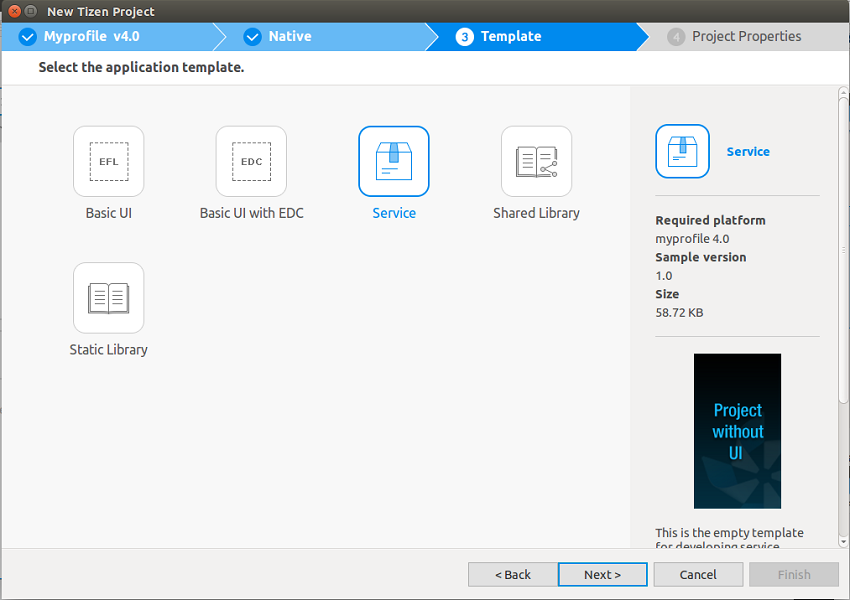 New Tizen Project
Myprofile v4.0
Native
3 Template
4 Project Properties
Select the application template.
EFL
Basic UI
EDC
Basic UI with EDC
Service
Shared Library
Static Library
Service
Required platform
myprofile 4.0
Sample version
1.0
Size
58.72 KB
Project
without
UI
This is the empty template
for developing service
< Back
Next >
Cancel
Finish